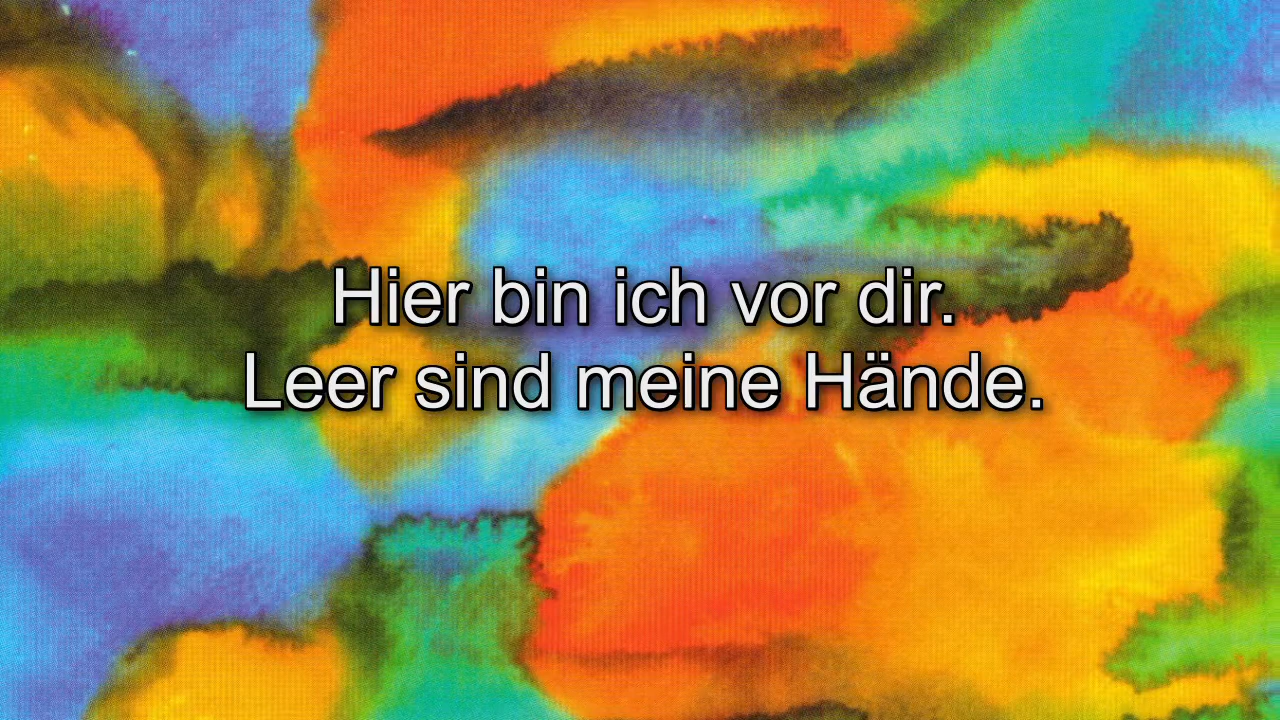 Hier bin ich vor dir.
Leer sind meine Hände.